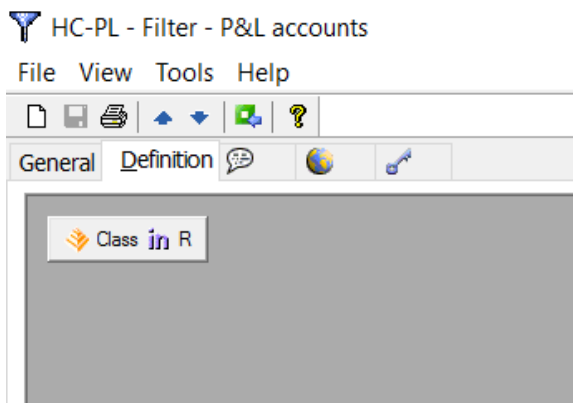 HC-PL - Filter - P&L accounts
File View Tools Help
General Definition
Class in R